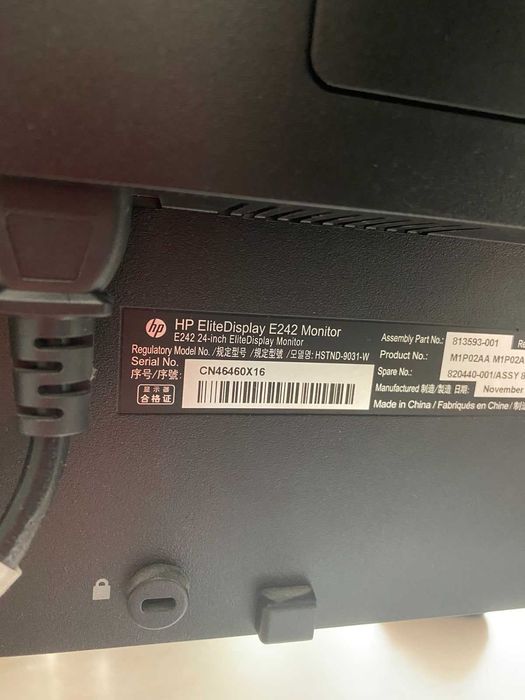 hp HP EliteDisplay E242 Monitor
E242 24-inch EliteDisplay Monitor
Regulatory Model No. /规定型号 /規定型號 /모델명: HSTND-9031-W
Serial No.
序号/序號:
CN46460X16
显示器
合格证
Assembly Part No.: 813593-001 Re
Product No.: M1P02AA M1P02A
Spare No.: 820440-001/ASSY 8
Manufactured 制造/製造 日期: November
Made in China / Fabriqués en Chine /制